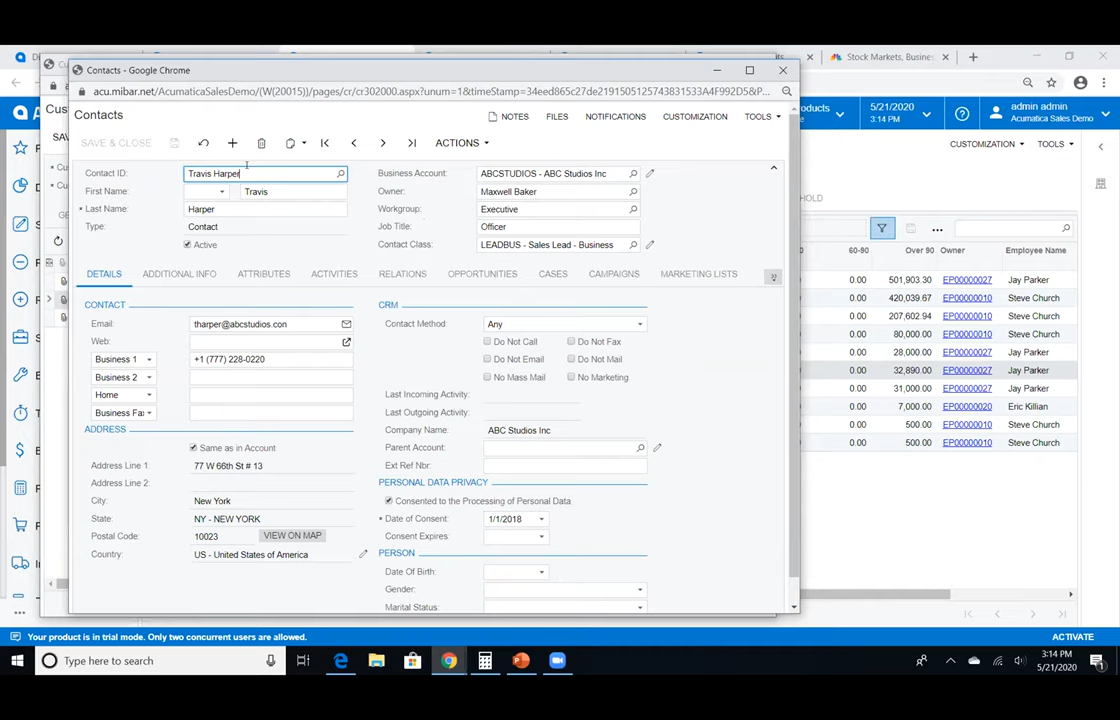 Stock Markets, Busines
Contacts - Google Chrome
acu.mibar.net/AcumaticaSalesDemo/(W(20015))/pages/cr/cr302000.aspx?unum=1&timeStamp=34eed865c27de219150512574383​1533A4F992D5&P...
Contacts
NOTES FILES NOTIFICATIONS CUSTOMIZATION TOOLS
SAVE & CLOSE ACTIONS
Contact ID: Travis Harper Business Account: ABCSTUDIOS - ABC Studios Inc
First Name: Travis Owner: Maxwell Baker
* Last Name: Harper Workgroup: Executive
Type: Contact Job Title: Officer
Active Contact Class: LEADBUS - Sales Lead - Business
DETAILS ADDITIONAL INFO ATTRIBUTES ACTIVITIES RELATIONS OPPORTUNITIES CASES CAMPAIGNS MARKETING LISTS
CONTACT CRM
Email: tharper@abcstudios.con Contact Method: Any
Web: Do Not Call Do Not Fax
Business 1 +1 (777) 228-0220 Do Not Email Do Not Mail
Business 2 No Mass Mail No Marketing
Home Last Incoming Activity:
Business Fax Last Outgoing Activity:
ADDRESS Company Name: ABC Studios Inc
Same as in Account Parent Account:
Address Line 1: 77 W 66th St # 13 Ext Ref Nbr:
Address Line 2: PERSONAL DATA PRIVACY
City: New York Consented to the Processing of Personal Data
State: NY - NEW YORK * Date of Consent: 1/1/2018
Postal Code: 10023 VIEW ON MAP Consent Expires:
Country: US - United States of America PERSON
Date Of Birth:
Gender:
Marital Status:
oducts 5/21/2020 3:14 PM admin admin Acumatica Sales Demo
CUSTOMIZATION TOOLS
HOLD
60-90 Over 90 Owner Employee Name
0.00 501,903.30 EP00000027 Jay Parker
0.00 420,039.67 EP00000010 Steve Church
0.00 207,602.94 EP00000010 Steve Church
0.00 80,000.00 EP00000010 Steve Church
0.00 28,000.00 EP00000027 Jay Parker
0.00 32,890.00 EP00000027 Jay Parker
0.00 31,000.00 EP00000027 Jay Parker
0.00 7,000.00 EP00000020 Eric Killian
0.00 500.00 EP00000010 Steve Church
0.00 500.00 EP00000010 Steve Church
Your product is in trial mode. Only two concurrent users are allowed. ACTIVATE
Type here to search
3:14 PM
5/21/2020